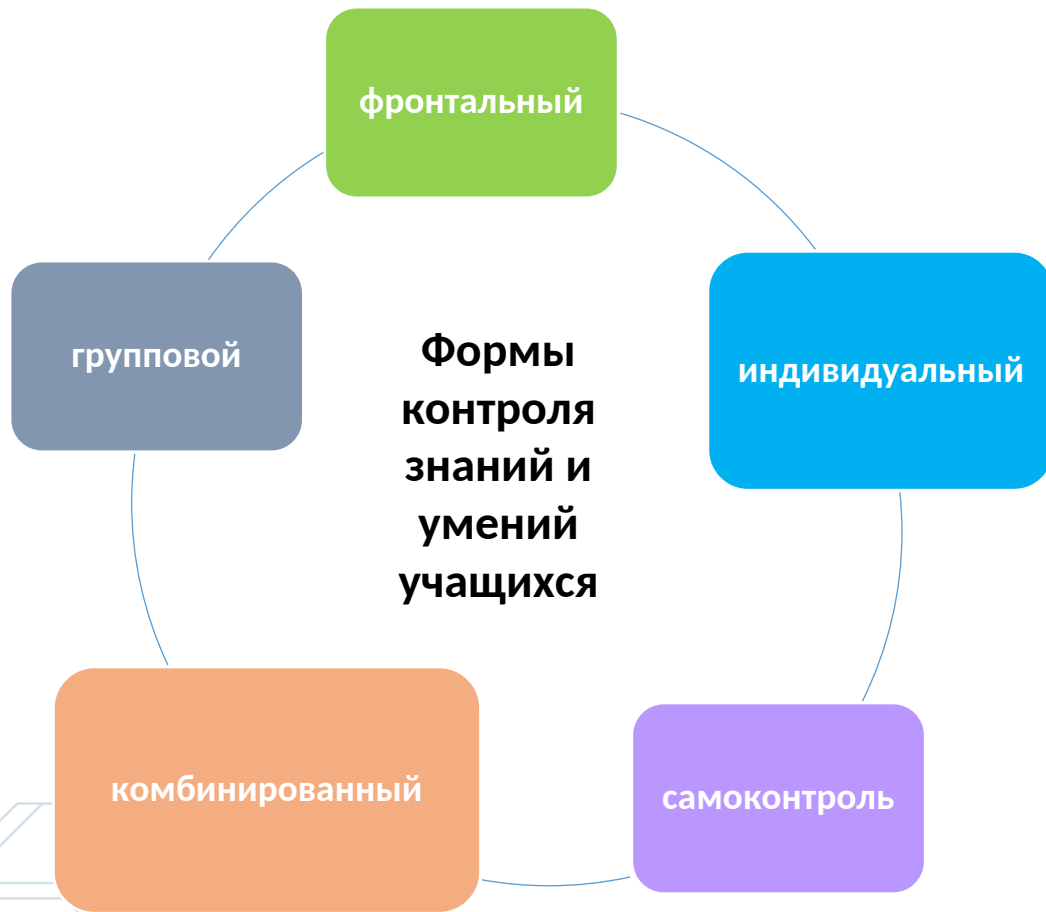 фронтальный
групповой
индивидуальный
Формы
контроля
знаний и
умений
учащихся
комбинированный
самоконтроль